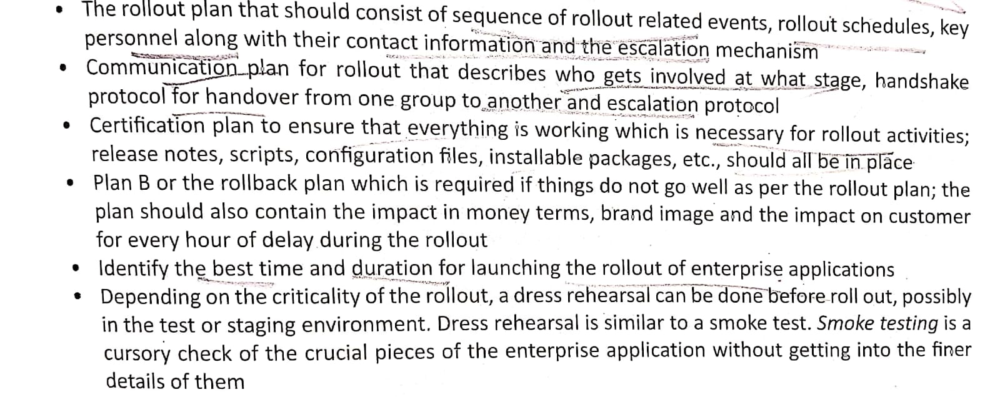 • The rollout plan that should consist of sequence of rollout related events, rollout schedules, key
personnel along with their contact information and the escalation mechanism
• Communication plan for rollout that describes who gets involved at what stage, handshake
protocol for handover from one group to another and escalation protocol
• Certification plan to ensure that everything is working which is necessary for rollout activities;
release notes, scripts, configuration files, installable packages, etc., should all be in place
• Plan B or the rollback plan which is required if things do not go well as per the rollout plan; the
plan should also contain the impact in money terms, brand image and the impact on customer
for every hour of delay during the rollout
• Identify the best time and duration for launching the rollout of enterprise applications
• Depending on the criticality of the rollout, a dress rehearsal can be done before roll out, possibly
in the test or staging environment. Dress rehearsal is similar to a smoke test. Smoke testing is a
cursory check of the crucial pieces of the enterprise application without getting into the finer
details of them